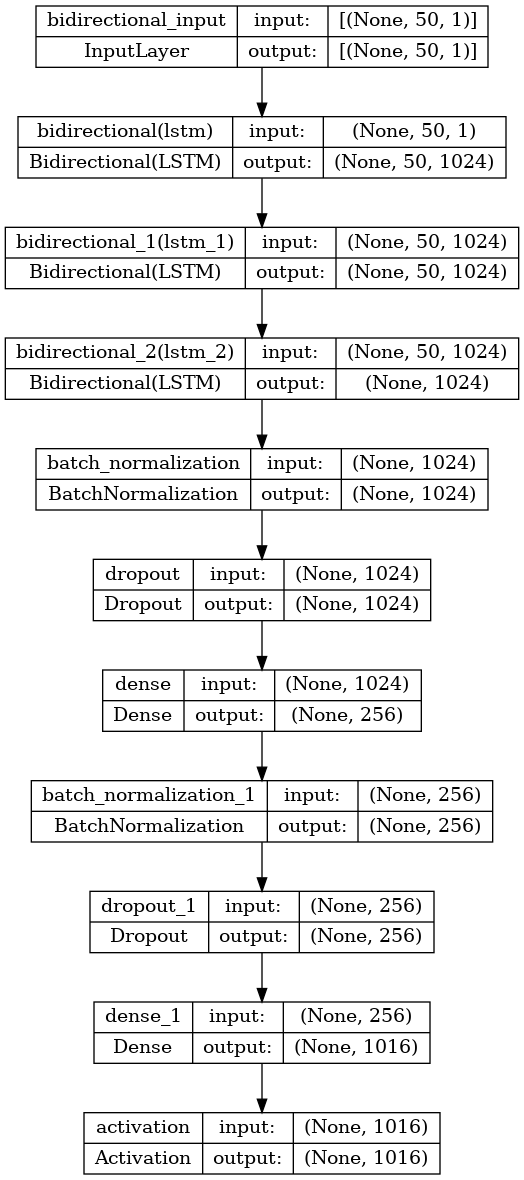 bidirectional_input input: [(None, 50, 1)]
InputLayer output: [(None, 50, 1)]
bidirectional(lstm) input: (None, 50, 1)
Bidirectional(LSTM) output: (None, 50, 1024)
bidirectional_1(lstm_1) input: (None, 50, 1024)
Bidirectional(LSTM) output: (None, 50, 1024)
bidirectional_2(lstm_2) input: (None, 50, 1024)
Bidirectional(LSTM) output: (None, 1024)
batch_normalization input: (None, 1024)
BatchNormalization output: (None, 1024)
dropout input: (None, 1024)
Dropout output: (None, 1024)
dense input: (None, 1024)
Dense output: (None, 256)
batch_normalization_1 input: (None, 256)
BatchNormalization output: (None, 256)
dropout_1 input: (None, 256)
Dropout output: (None, 256)
dense_1 input: (None, 256)
Dense output: (None, 1016)
activation input: (None, 1016)
Activation output: (None, 1016)